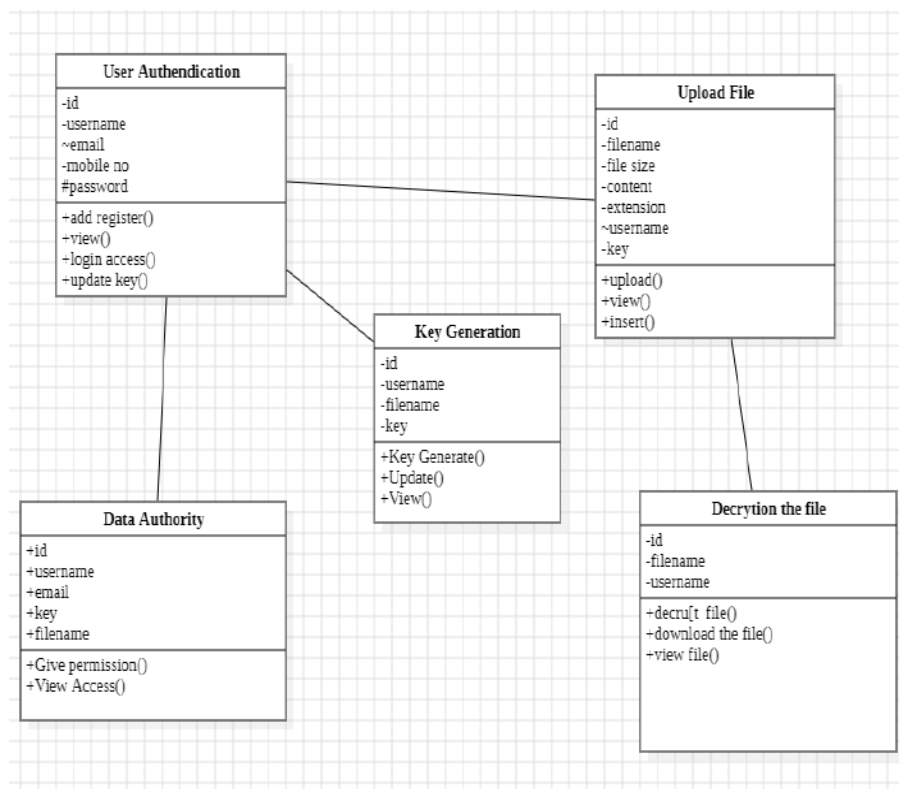 User Authendication
-id
-username
~email
-mobile no
#password
+add register()
+view()
+login access()
+update key()
Upload File
-id
-filename
-file size
-content
-extension
~username
-key
+upload()
+view()
+insert()
Key Generation
-id
-username
-filename
-key
+Key Generate()
+Update()
+View()
Data Authority
+id
+username
+email
+key
+filename
+Give permission()
+View Access()
Decrytion the file
-id
-filename
-username
+decru[t file()
+download the file()
+view file()